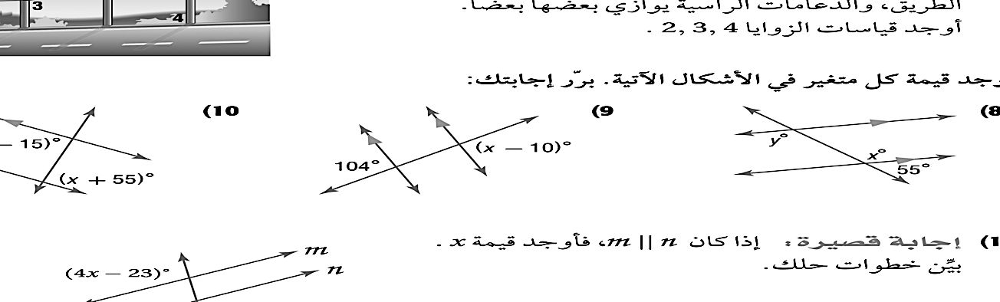 3
4
الطريق، والدعامات الرأسية يوازي بعضها بعضًا.
أوجد قياسات الزوايا 2, 3, 4 .
قيمة كل متغير في الأشكال الآتية. برّر إجابتك:
(8
y°
x°
55°
(9
104°
(x − 10)°
(10
− 15)°
(x + 55)°
إجابة قصيرة: إذا كان m || n، فأوجد قيمة x .
بيِّن خطوات حلك.
(4x − 23)°
m
n